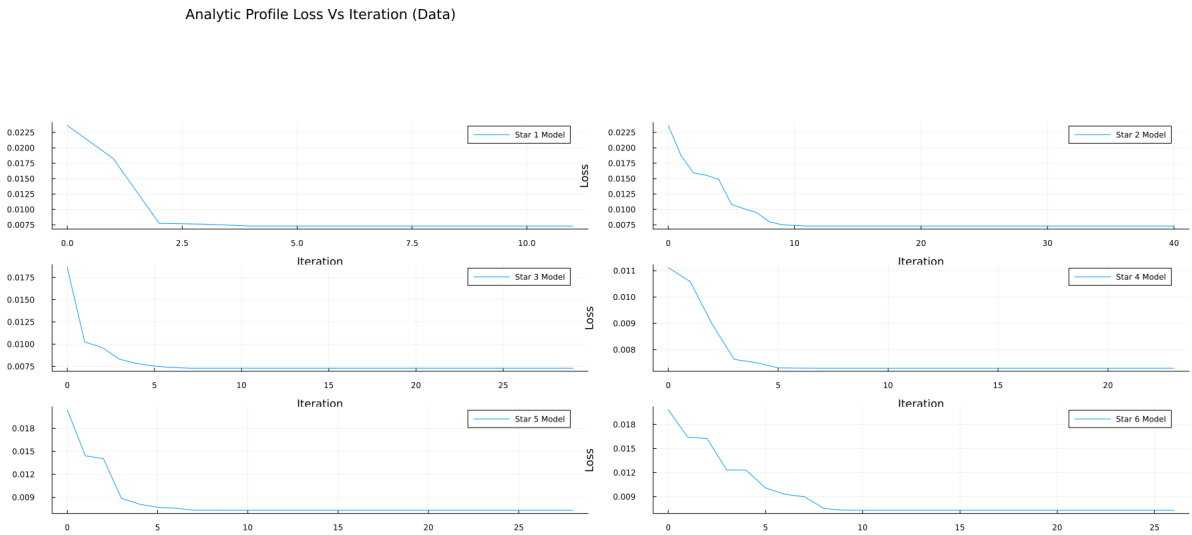 Analytic Profile Loss Vs Iteration (Data)
Star 1 Model
0.0225
0.0200
0.0175
0.0150
0.0125
0.0100
0.0075
0.0 2.5 5.0 7.5 10.0
Iteration
Star 2 Model
Loss
0.0225
0.0200
0.0175
0.0150
0.0125
0.0100
0.0075
0 10 20 30 40
Iteration
Star 3 Model
0.0175
0.0150
0.0125
0.0100
0.0075
0 5 10 15 20 25
Iteration
Star 4 Model
Loss
0.011
0.010
0.009
0.008
0 5 10 15 20
Iteration
Star 5 Model
0.018
0.015
0.012
0.009
0 5 10 15 20 25
Star 6 Model
Loss
0.018
0.015
0.012
0.009
0 5 10 15 20 25